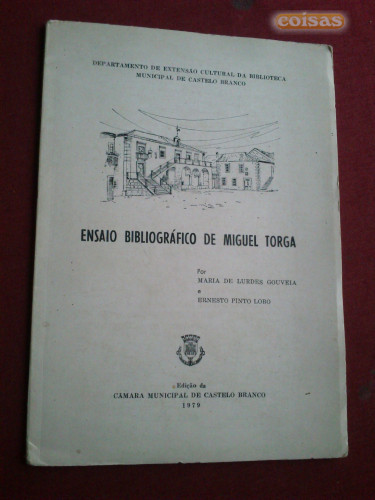 coisas
DEPARTAMENTO DE EXTENSÃO CULTURAL DA BIBLIOTECA
MUNICIPAL DE CASTELO BRANCO
ENSAIO BIBLIOGRÁFICO DE MIGUEL TORGA
Por
MARIA DE LURDES GOUVEIA
e
ERNESTO PINTO LOBO
Edição da
CÂMARA MUNICIPAL DE CASTELO BRANCO
1979